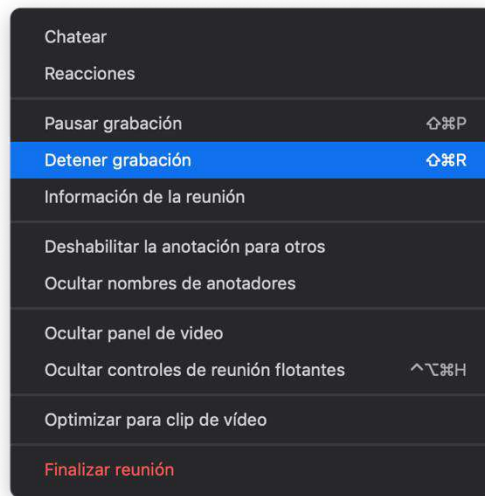 Chatear
Reacciones
Pausar grabación ⇧⌘P
Detener grabación ⇧⌘R
Información de la reunión
Deshabilitar la anotación para otros
Ocultar nombres de anotadores
Ocultar panel de video
Ocultar controles de reunión flotantes ^⌥⌘H
Optimizar para clip de vídeo
Finalizar reunión